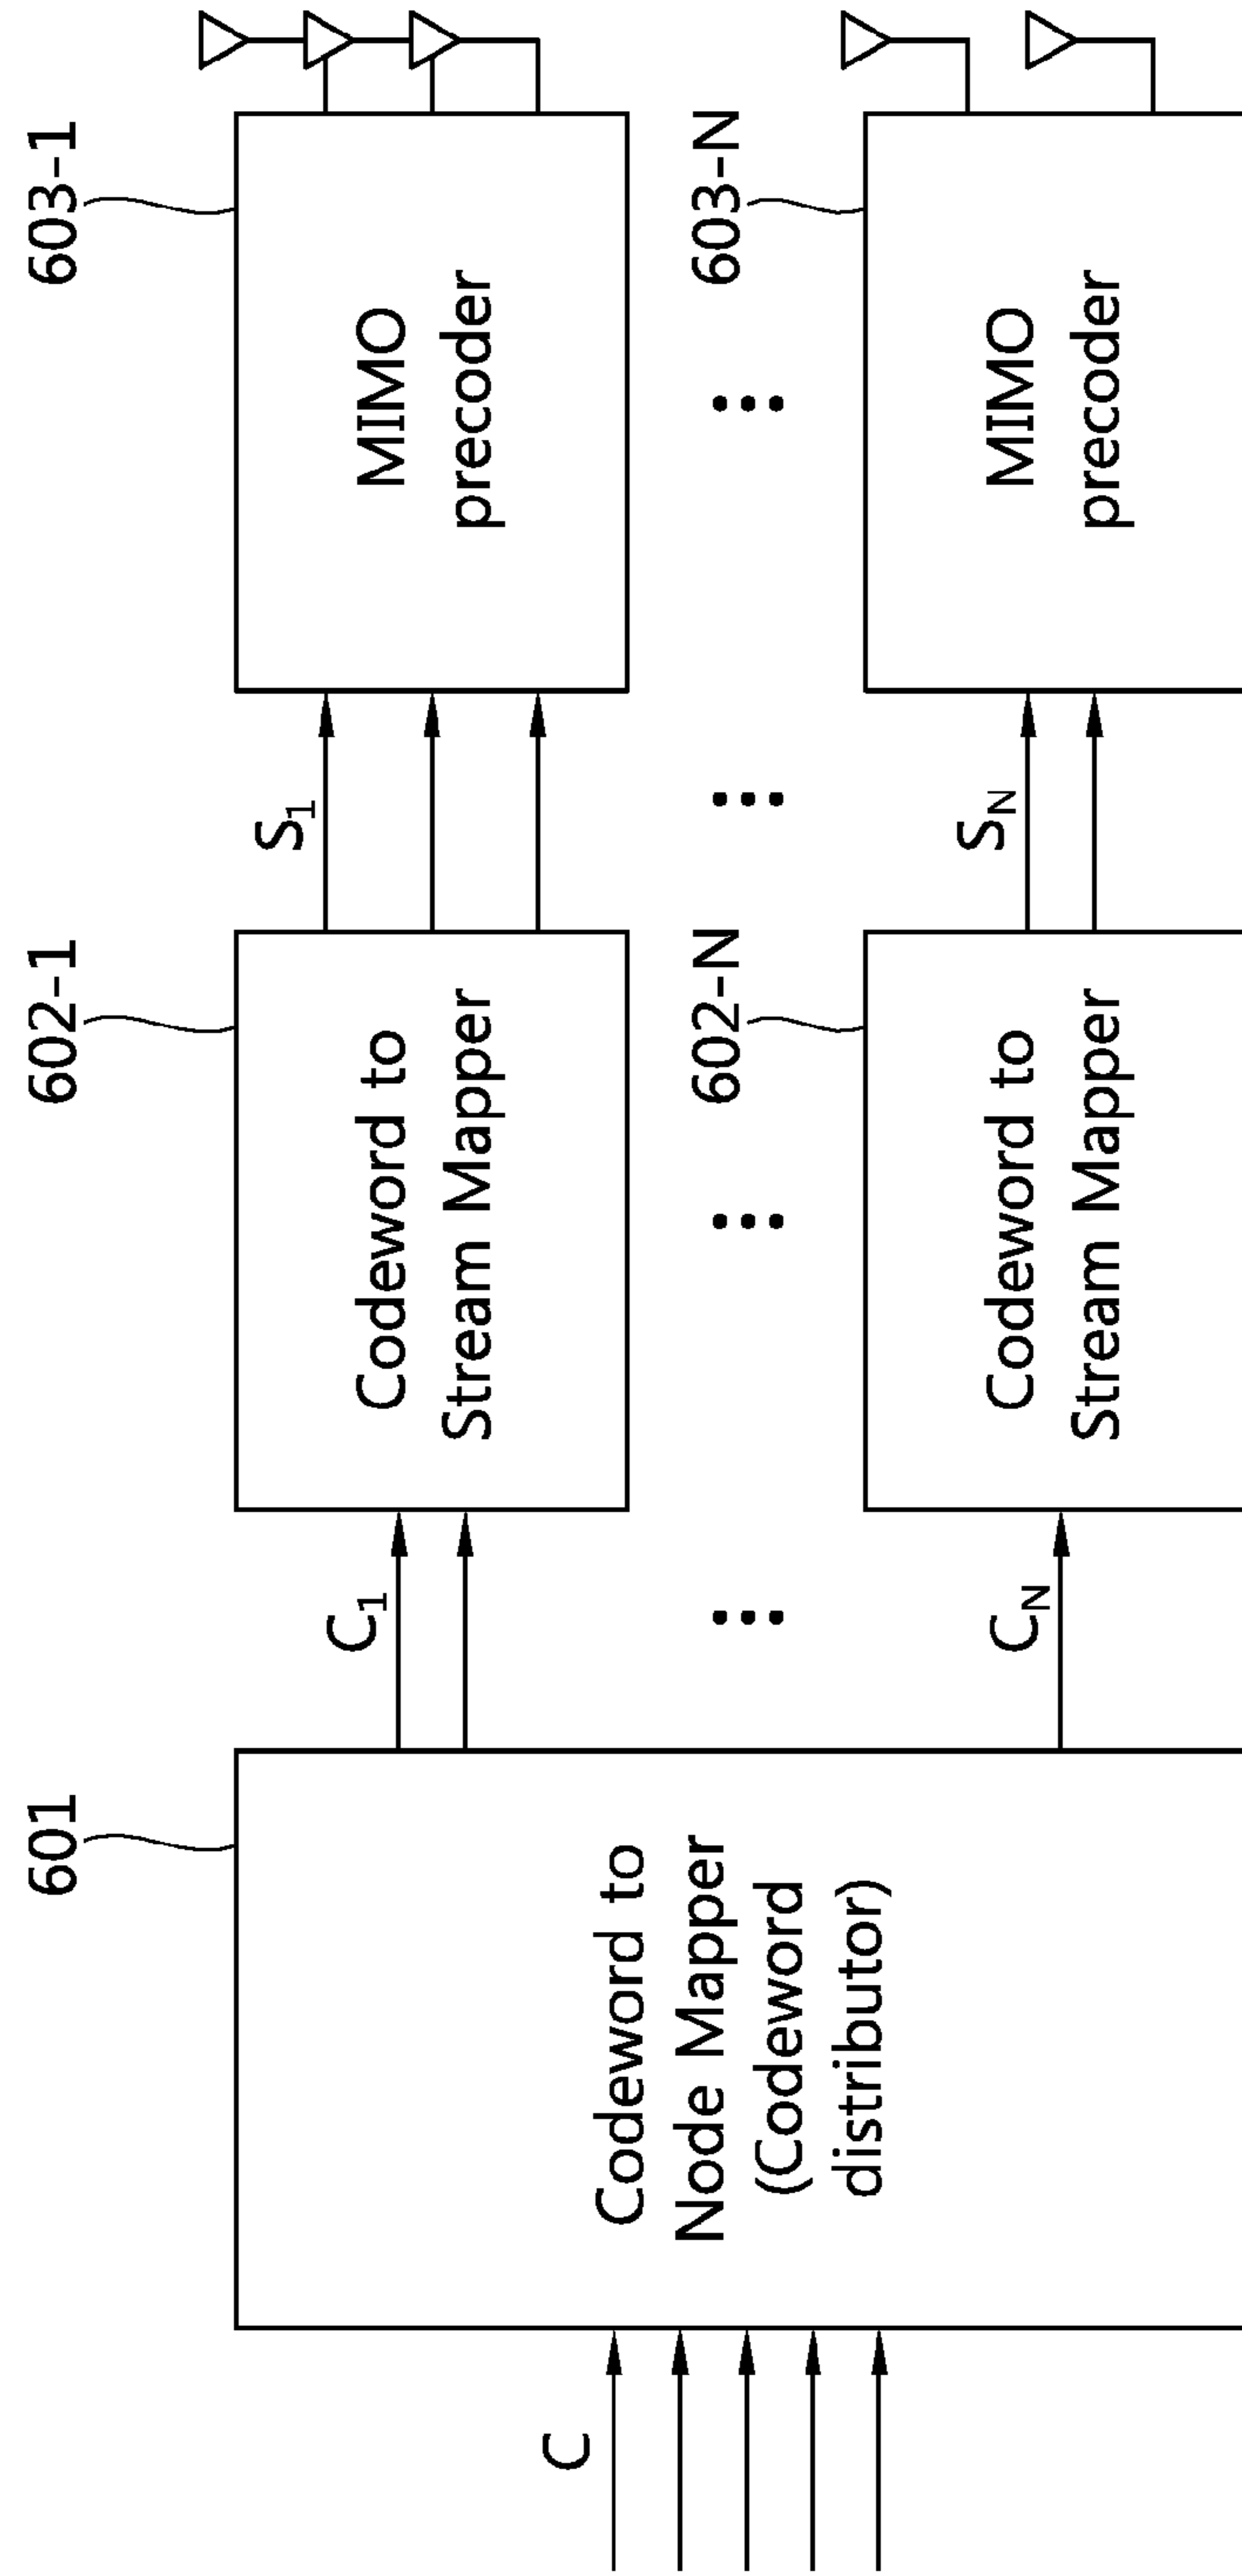 601
602-1
603-1
C
Codeword to
Node Mapper
(Codeword
distributor)
C1
Codeword to
Stream Mapper
S1
MIMO
precoder
602-N
603-N
CN
Codeword to
Stream Mapper
SN
MIMO
precoder